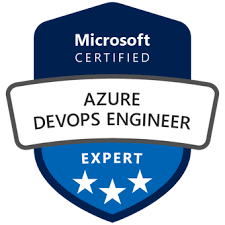 Microsoft
CERTIFIED
AZURE
DEVOPS ENGINEER
EXPERT